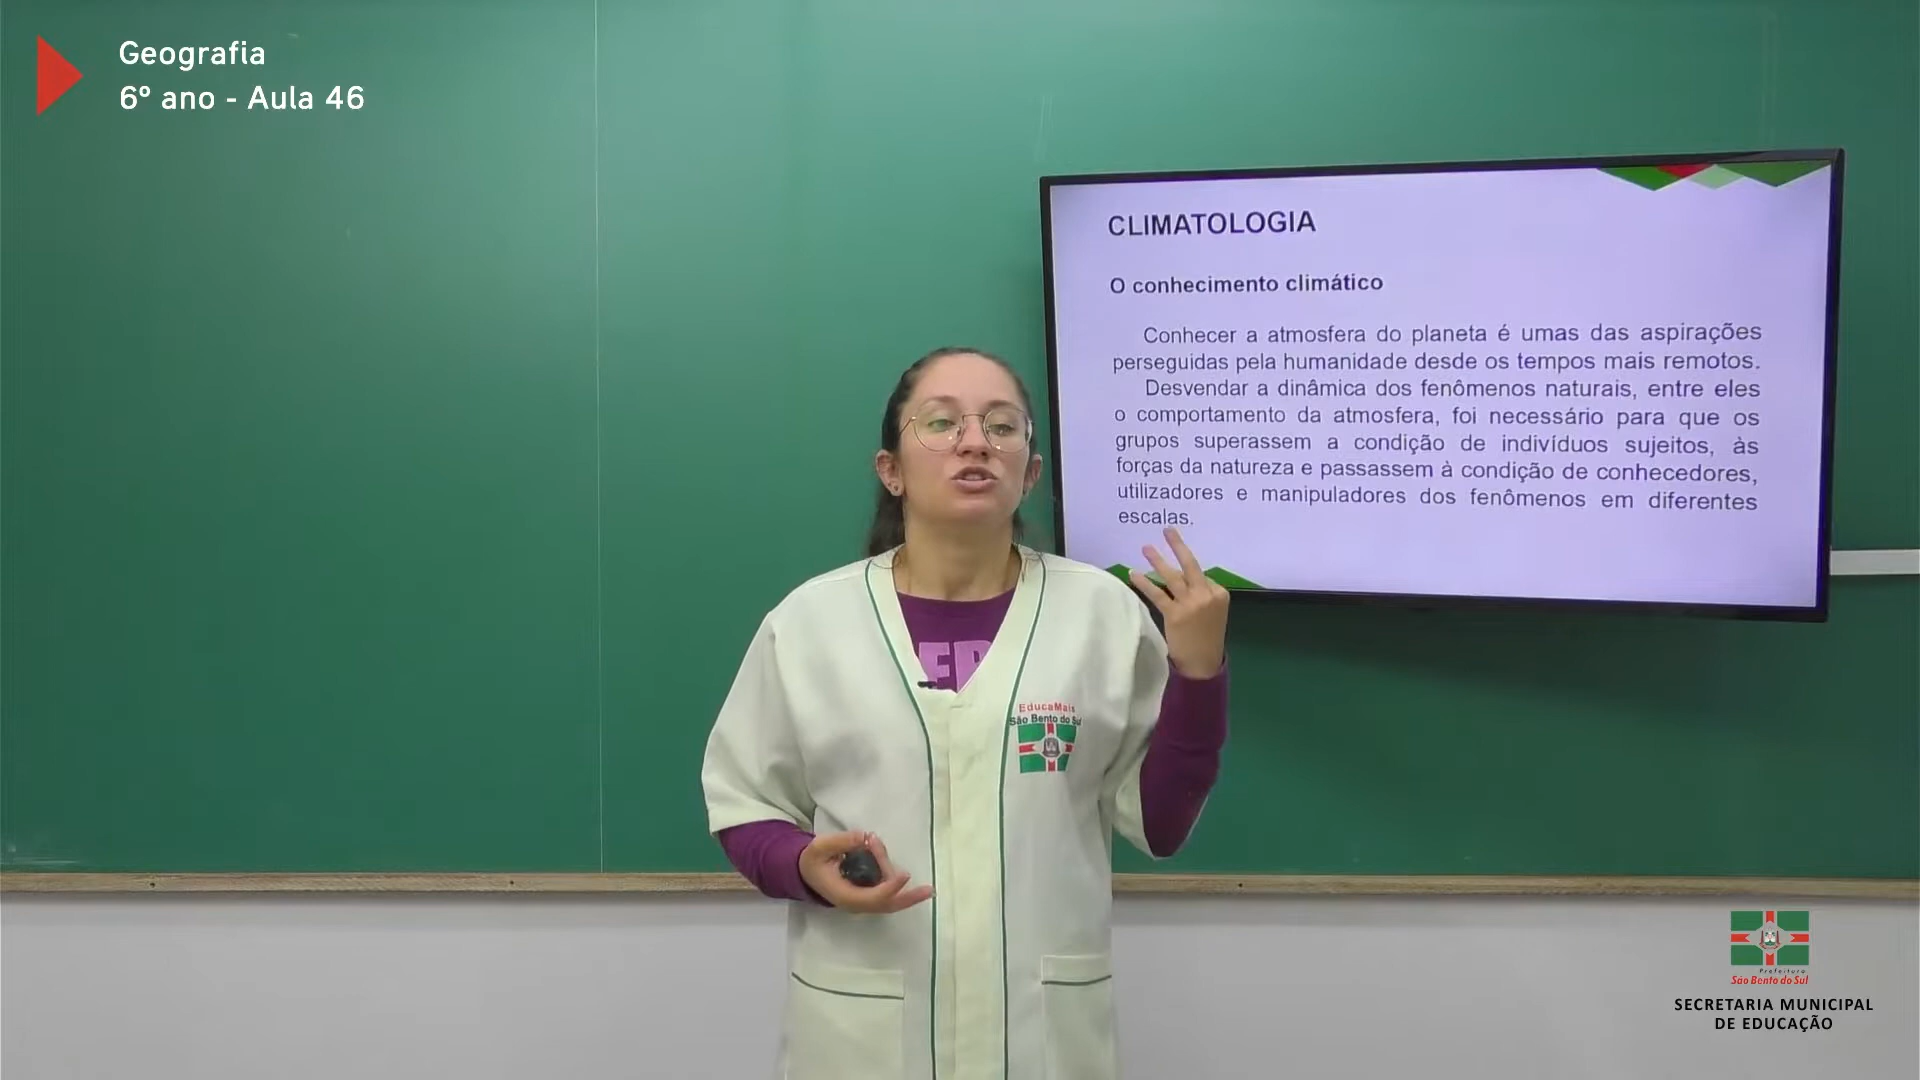 Geografia
6º ano - Aula 46
CLIMATOLOGIA
O conhecimento climático
Conhecer a atmosfera do planeta é umas das aspirações
perseguidas pela humanidade desde os tempos mais remotos.
Desvendar a dinâmica dos fenômenos naturais, entre eles
o comportamento da atmosfera, foi necessário para que os
grupos superassem a condição de indivíduos sujeitos, às
forças da natureza e passassem à condição de conhecedores,
utilizadores e manipuladores dos fenômenos em diferentes
escalas.
EducaMais
São Bento do Sul
Prefeitura
São Bento do Sul
SECRETARIA MUNICIPAL
DE EDUCAÇÃO